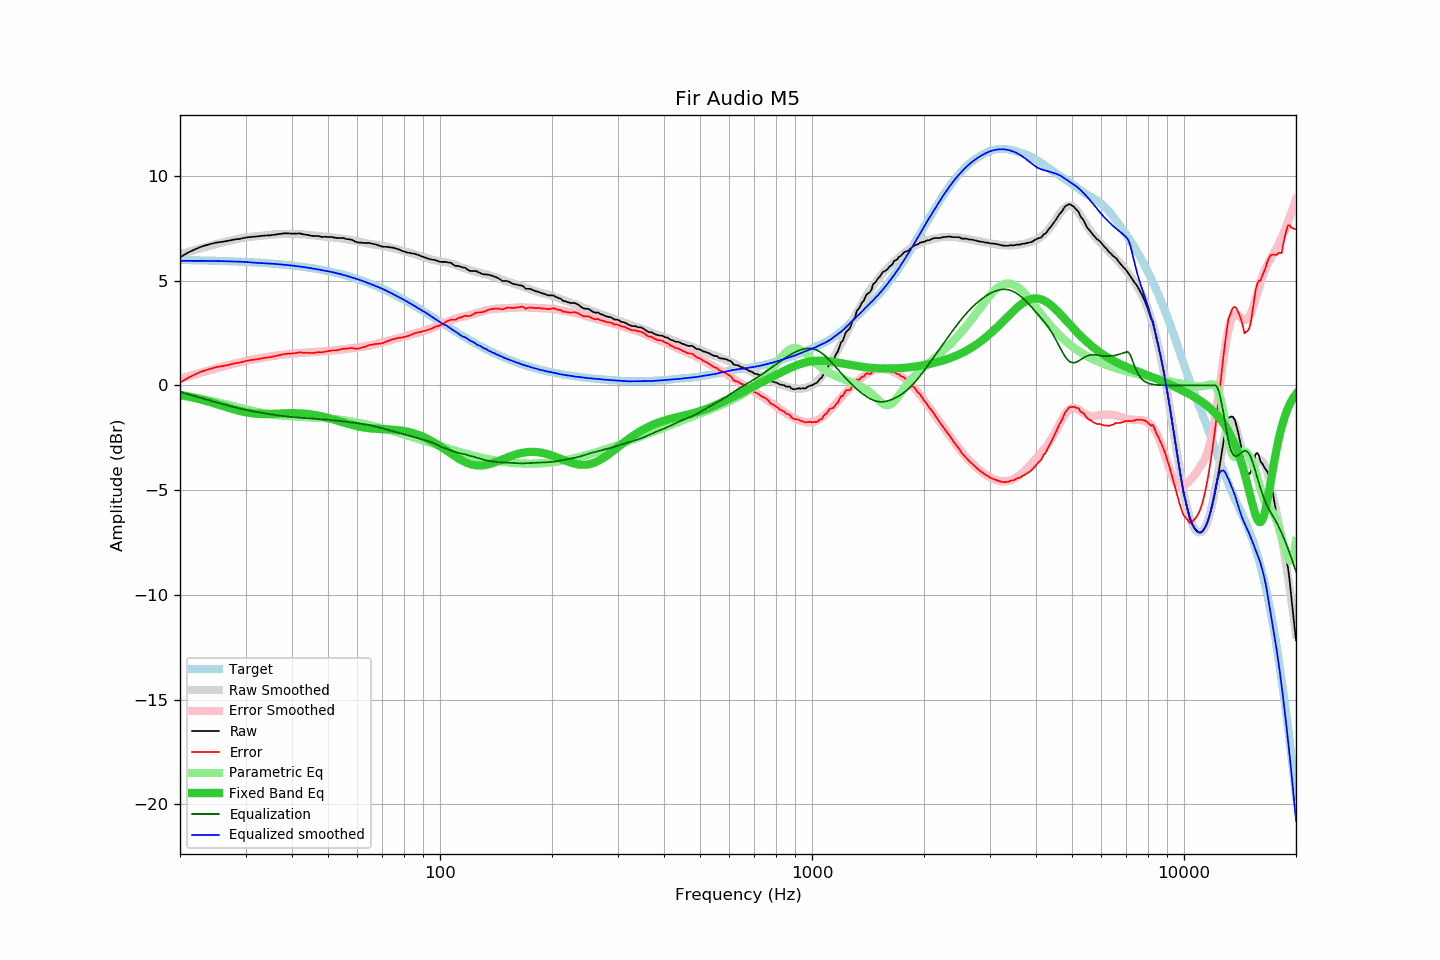 Fir Audio M5
10
5
0
−5
−10
−15
−20
Amplitude (dBr)
Target
Raw Smoothed
Error Smoothed
Raw
Error
Parametric Eq
Fixed Band Eq
Equalization
Equalized smoothed
100
1000
10000
Frequency (Hz)